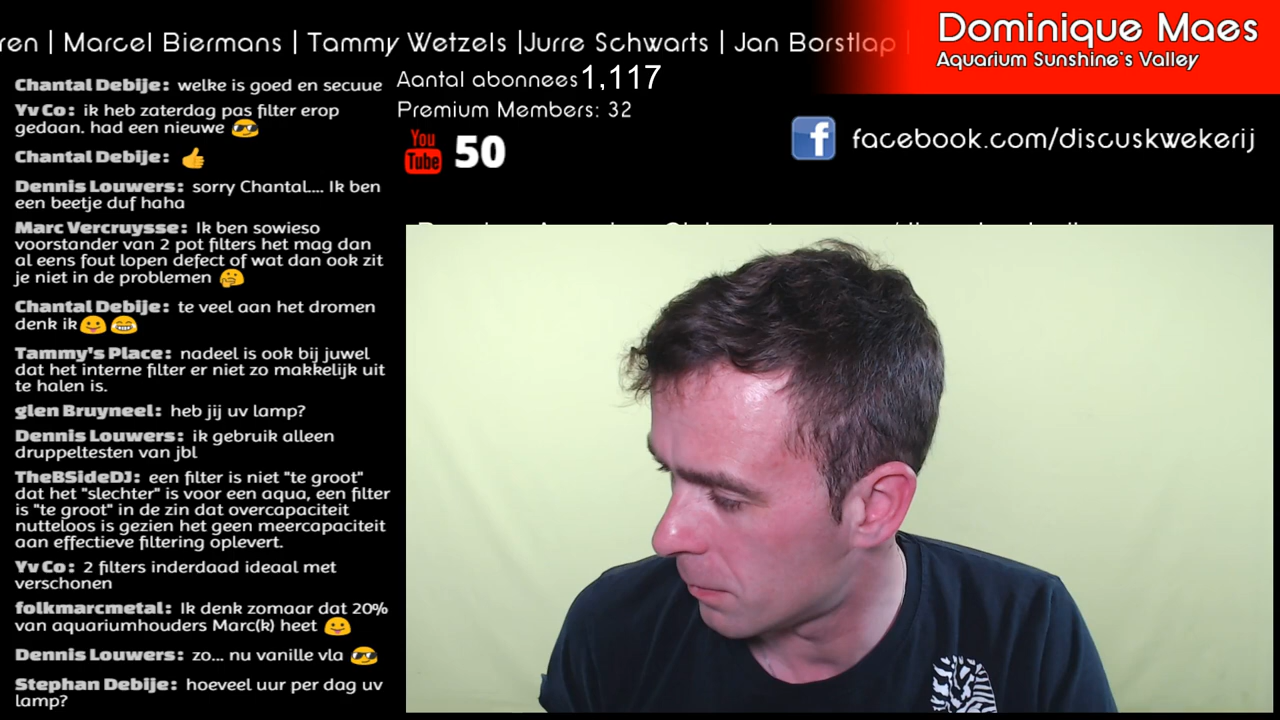 ren | Marcel Biermans | Tammy Wetzels |Jurre Schwarts | Jan Borstlap |
Dominique Maes
Aquarium Sunshine's Valley
Aantal abonnees 1,117
Premium Members: 32
You
Tube 50
f facebook.com/discuskwekerij
Chantal Debije: welke is goed en secuue
Yv Co: ik heb zaterdag pas filter erop
gedaan. had een nieuwe 😎
Chantal Debije: 👍
Dennis Louwers: sorry Chantal.... Ik ben
een beetje duf haha
Marc Vercruysse: Ik ben sowieso
voorstander van 2 pot filters het mag dan
al eens fout lopen defect of wat dan ook zit
je niet in de problemen 🤔
Chantal Debije: te veel aan het dromen
denk ik😛 😂
Tammy's Place: nadeel is ook bij juwel
dat het interne filter er niet zo makkelijk uit
te halen is.
glen Bruyneel: heb jij uv lamp?
Dennis Louwers: ik gebruik alleen
druppeltesten van jbl
TheBSideDJ: een filter is niet "te groot"
dat het "slechter" is voor een aqua, een filter
is "te groot" in de zin dat overcapaciteit
nutteloos is gezien het geen meercapaciteit
aan effectieve filtering oplevert.
Yv Co: 2 filters inderdaad ideaal met
verschonen
folkmarcmetal: Ik denk zomaar dat 20%
van aquariumhouders Marc(k) heet 😛
Dennis Louwers: zo... nu vanille vla 😎
Stephan Debije: hoeveel uur per dag uv
lamp?